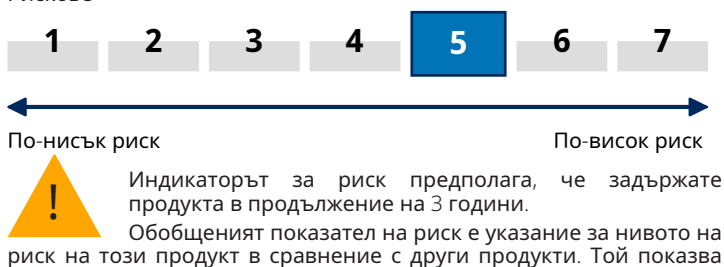 1 2 3 4 5 6 7
По-нисък риск По-висок риск
! Индикаторът за риск предполага, че задържате
продукта в продължение на 3 години.
Обобщеният показател на риск е указание за нивото на
риск на този продукт в сравнение с други продукти. Той показва